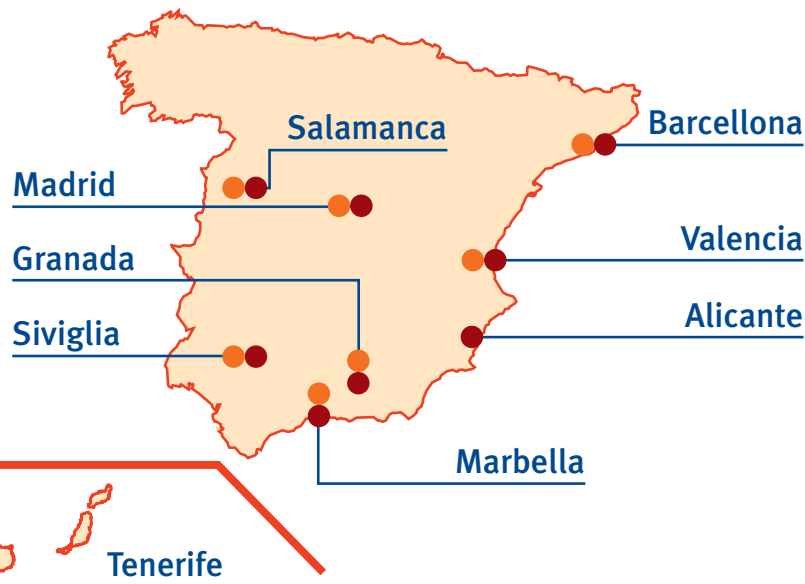 Salamanca
Barcellona
Madrid
Valencia
Granada
Alicante
Siviglia
Marbella
Tenerife